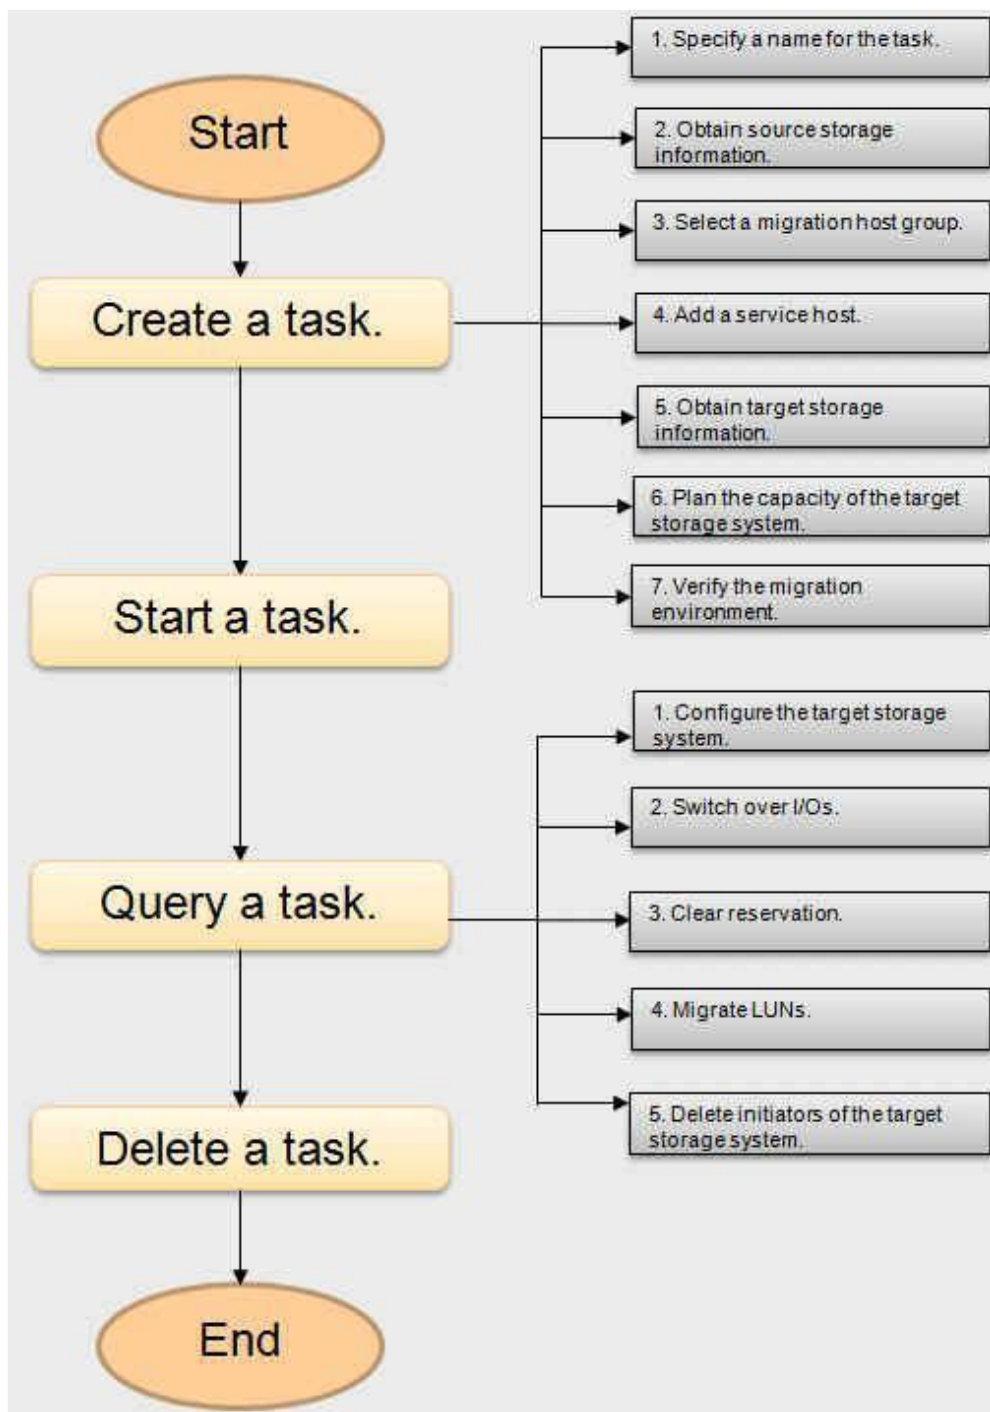 Start
Create a task.
1. Specify a name for the task.
2. Obtain source storage
information.
3. Select a migration host group.
4. Add a service host.
5. Obtain target storage
information.
6. Plan the capacity of the target
storage system.
7. Verify the migration
environment.
Start a task.
Query a task.
1. Configure the target storage
system.
2. Switch over I/Os.
3. Clear reservation.
4. Migrate LUNs.
5. Delete initiators of the target
storage system.
Delete a task.
End